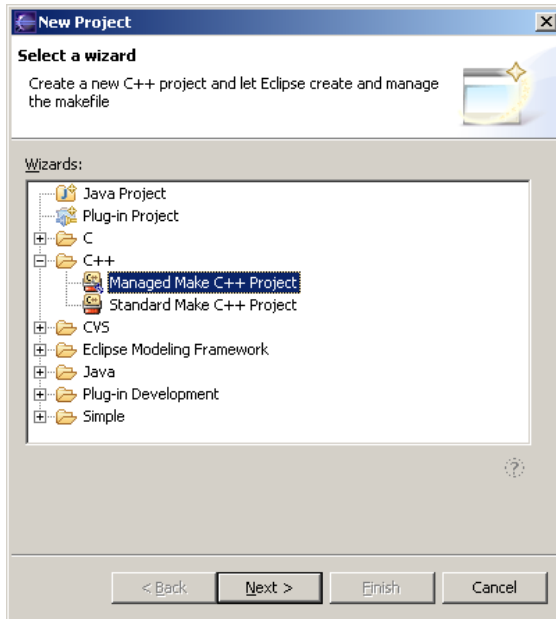 New Project
Select a wizard
Create a new C++ project and let Eclipse create and manage
the makefile
Wizards:
Java Project
Plug-in Project
C
C++
Managed Make C++ Project
Standard Make C++ Project
CVS
Eclipse Modeling Framework
Java
Plug-in Development
Simple
?
< Back Next > Finish Cancel